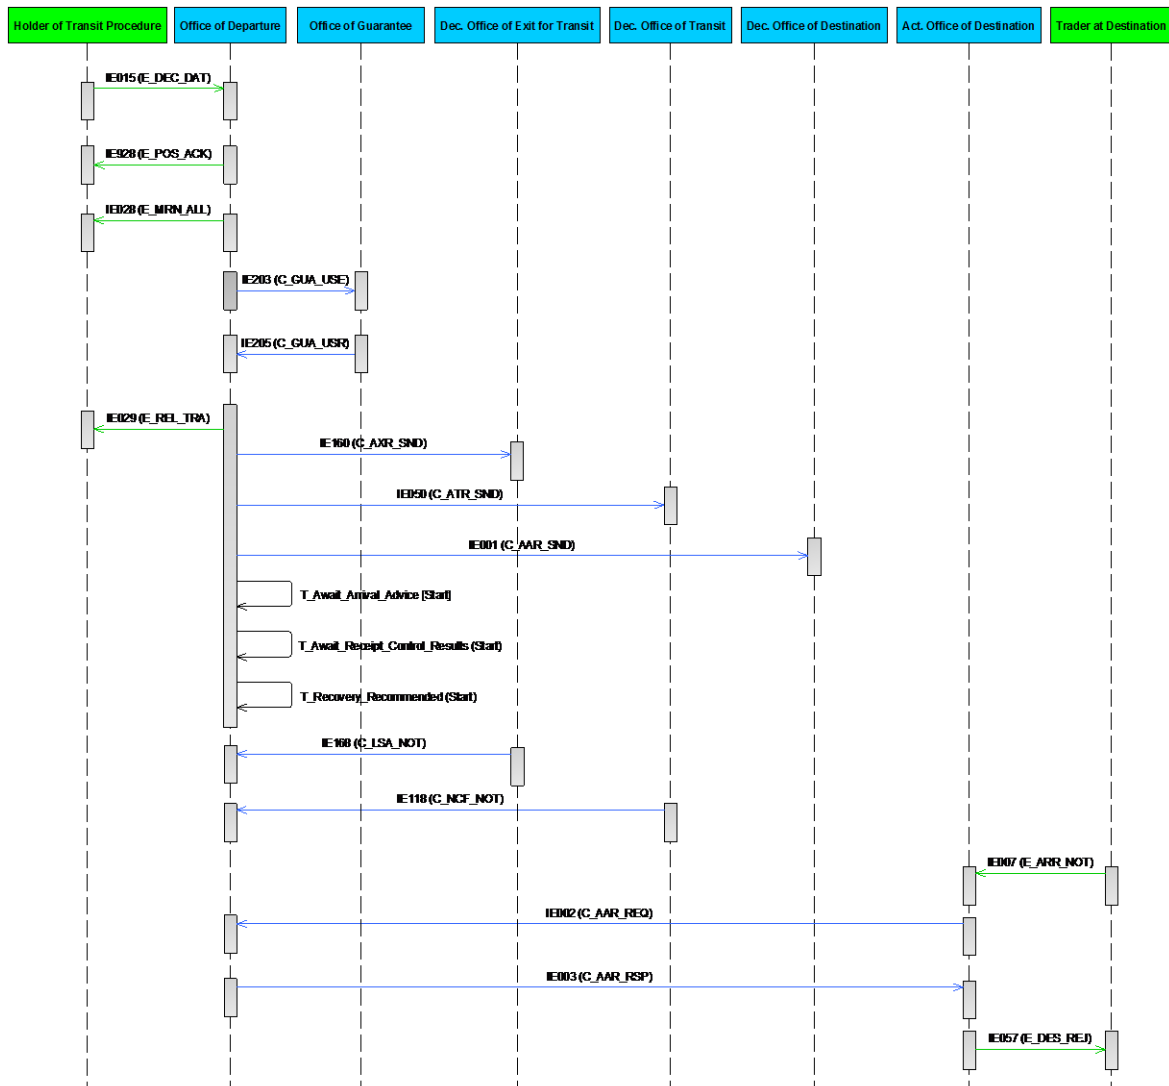 Holder of Transit Procedure
Office of Departure
Office of Guarantee
Dec. Office of Exit for Transit
Dec. Office of Transit
Dec. Office of Destination
Act. Office of Destination
Trader at Destination
IE015 (E_DEC_DAT)
IE928 (E_POS_ACK)
IE028 (E_MRN_ALL)
IE203 (C_GUA_USE)
IE205 (C_GUA_USR)
IE029 (E_REL_TRA)
IE160 (C_AXR_SND)
IE050 (C_ATR_SND)
IE001 (C_AAR_SND)
T_Await_Arrival_Advice [Start]
T_Await_Receipt_Control_Results (Start)
T_Recovery_Recommended (Start)
IE168 (C_LSA_NOT)
IE118 (C_NCF_NOT)
IE007 (E_ARR_NOT)
IE002 (C_AAR_REQ)
IE003 (C_AAR_RSP)
IE057 (E_DES_REJ)